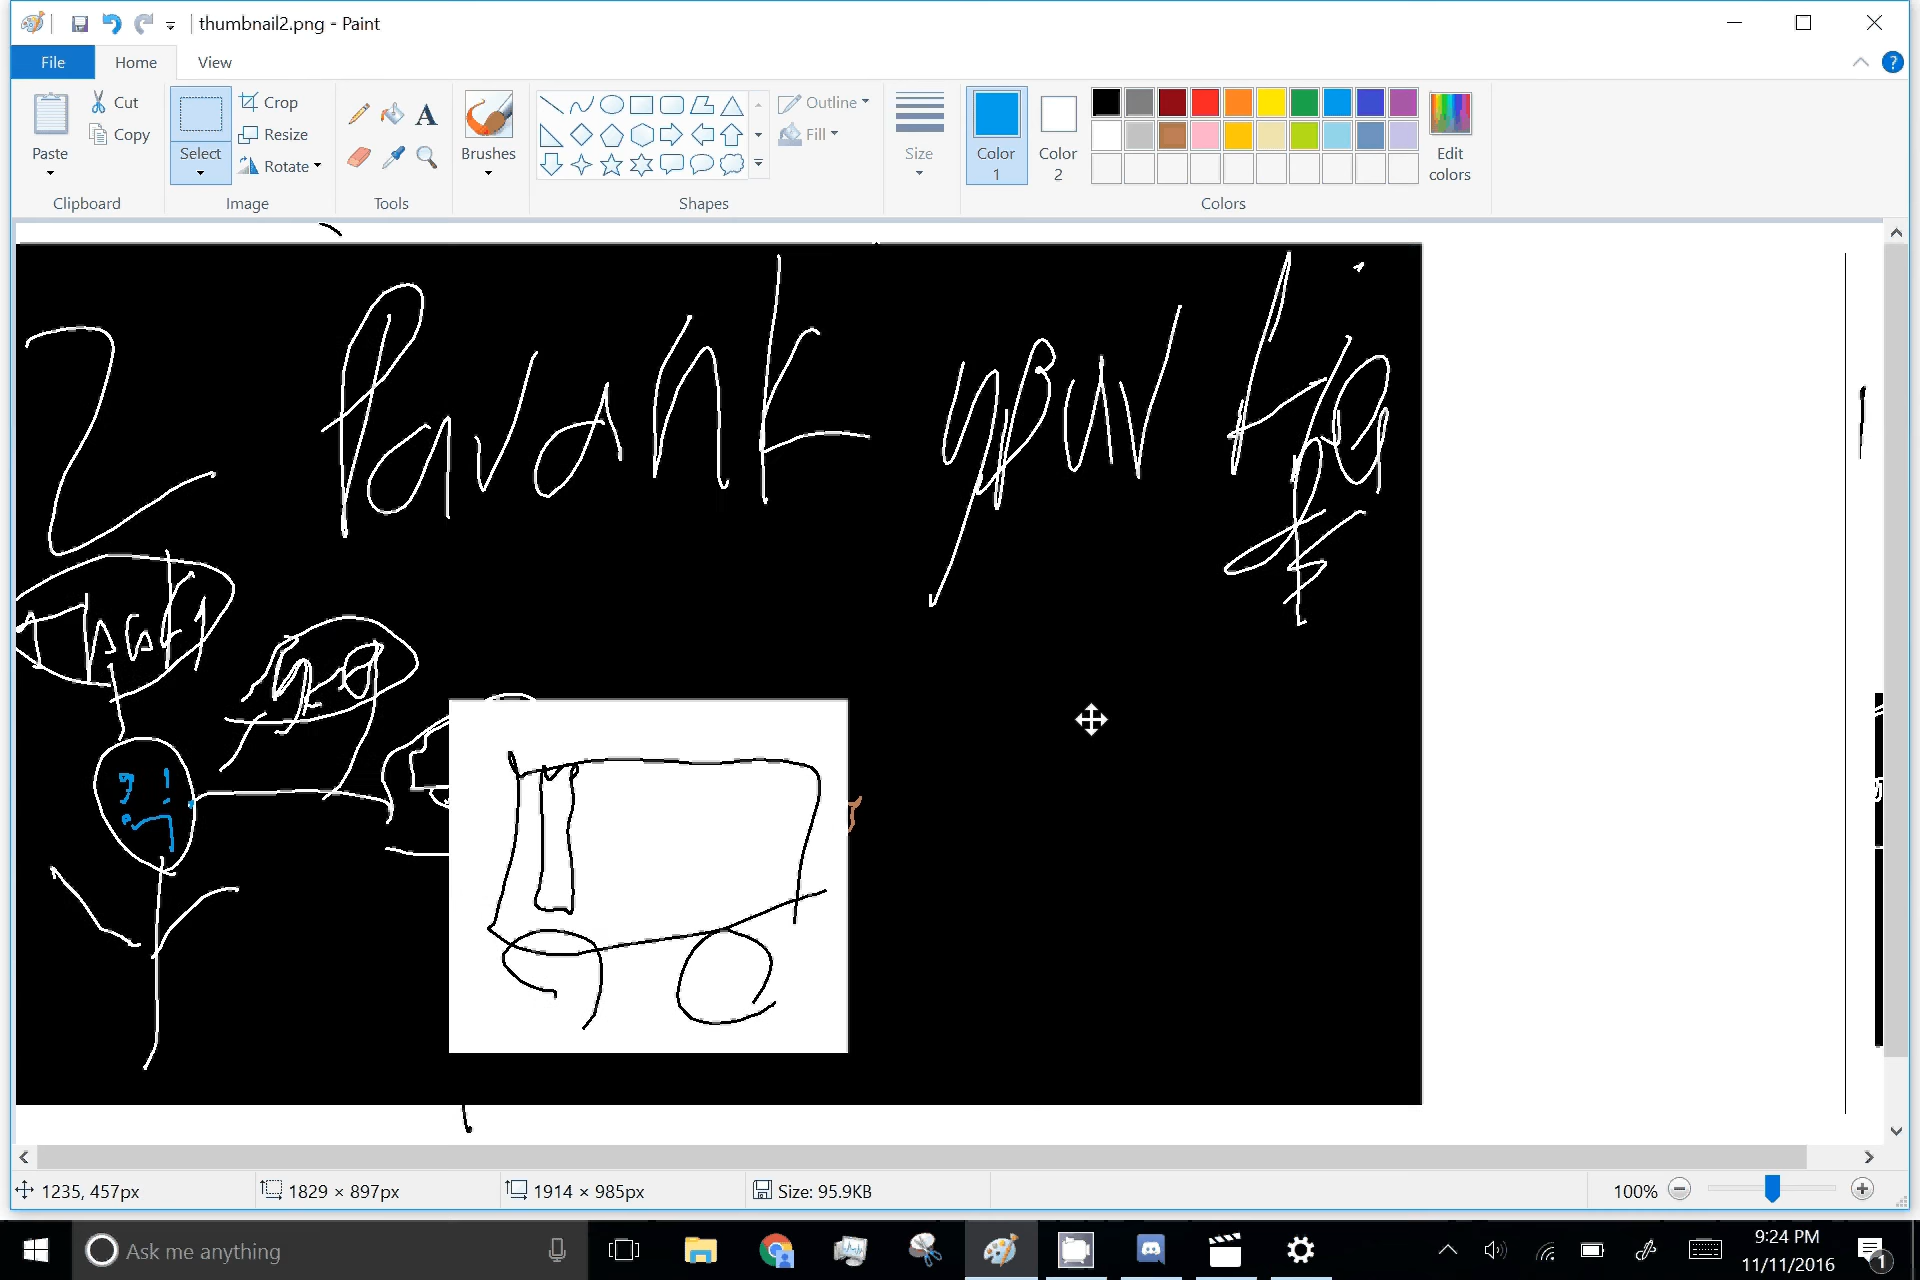 thumbnail2.png - Paint
File Home View
Paste
Cut
Copy
Clipboard
Select
Crop
Resize
Rotate
Image
A
Tools
Brushes
Shapes
Outline
Fill
Size
Color 1
Color 2
Edit colors
Colors
2
your
1235, 457px 1829 × 897px 1914 × 985px Size: 95.9KB 100%
Ask me anything
9:24 PM
11/11/2016
1